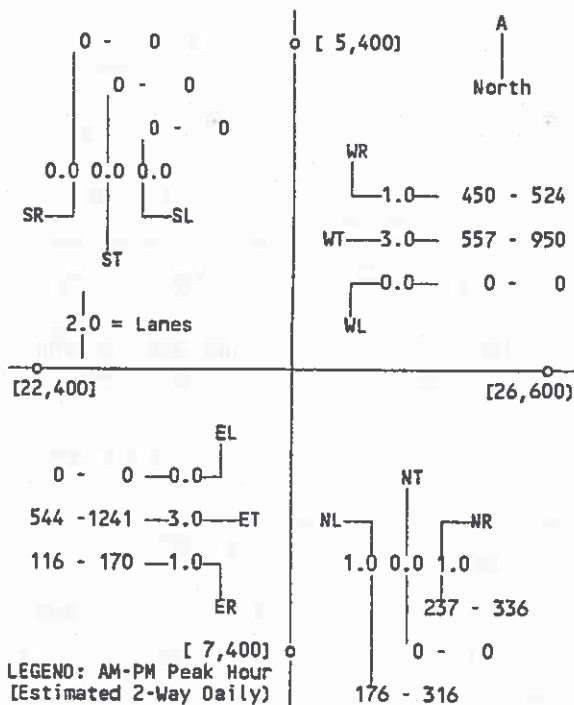 0 - 0
[ 5,400]
A
North
0 - 0
0 - 0
0.0 0.0 0.0
SR
SL
ST
WR
1.0 450 - 524
WT 3.0 557 - 950
0.0 0 - 0
WL
2.0 = Lanes
[22,400]
[26,600]
EL
0 - 0 0.0
544 -1241 3.0 ET
116 - 170 1.0
ER
NT
NL
NR
1.0 0.0 1.0
237 - 336
0 - 0
176 - 316
[ 7,400]
LEGEND: AM-PM Peak Hour
[Estimated 2-Way Daily)